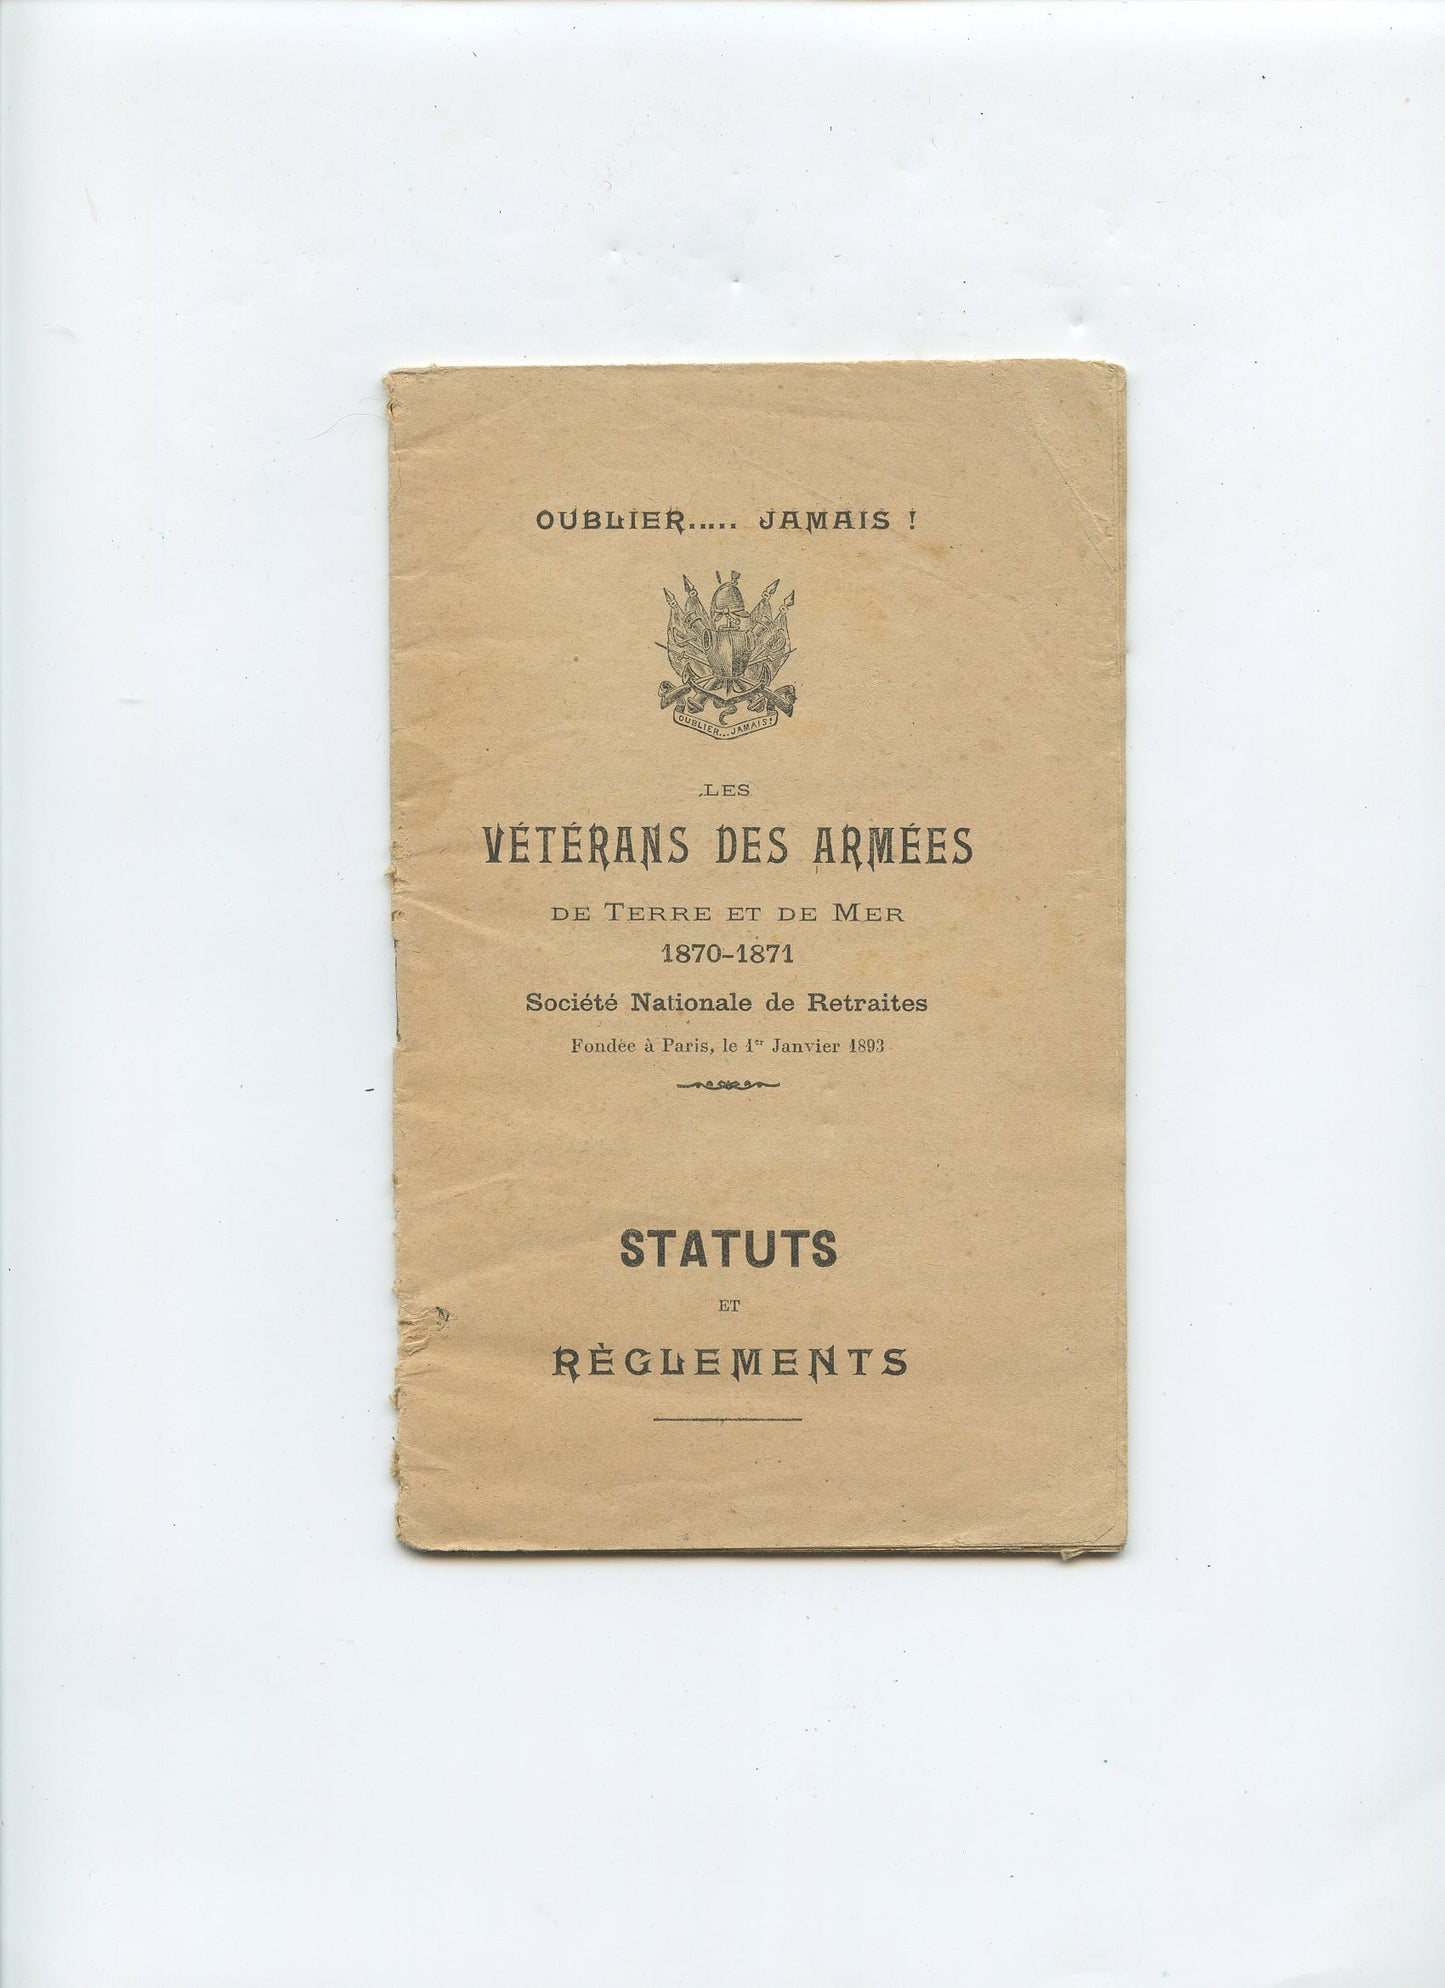 OUBLIER..... JAMAIS !
OUBLIER...JAMAIS!
LES
VÉTÉRANS DES ARMÉES
DE TERRE ET DE MER
1870-1871
Société Nationale de Retraites
Fondée à Paris, le 1er Janvier 1893
STATUTS
ET
RÈGLEMENTS